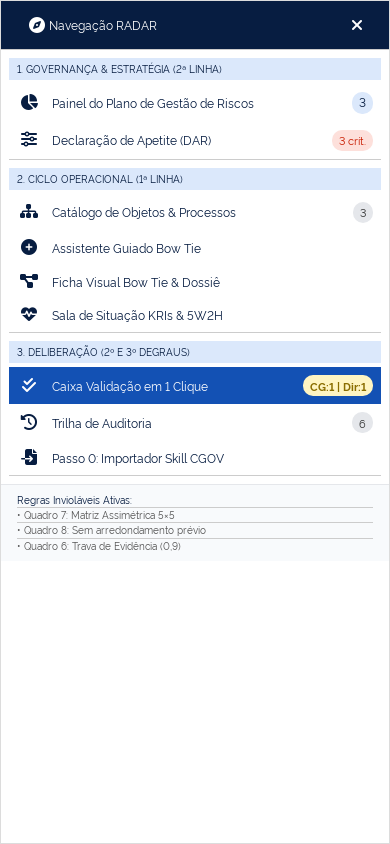 Navegação RADAR
1. GOVERNANÇA & ESTRATÉGIA (2ª LINHA)
Painel do Plano de Gestão de Riscos 3
Declaração de Apetite (DAR) 3 crit.
2. CICLO OPERACIONAL (1ª LINHA)
Catálogo de Objetos & Processos 3
Assistente Guiado Bow Tie
Ficha Visual Bow Tie & Dossiê
Sala de Situação KRIs & 5W2H
3. DELIBERAÇÃO (2º E 3º DEGRAUS)
Caixa Validação em 1 Clique CG:1 | Dir:1
Trilha de Auditoria 6
Passo 0: Importador Skill CGOV
Regras Invioláveis Ativas:
• Quadro 7: Matriz Assimétrica 5×5
• Quadro 8: Sem arredondamento prévio
• Quadro 6: Trava de Evidência (0,9)